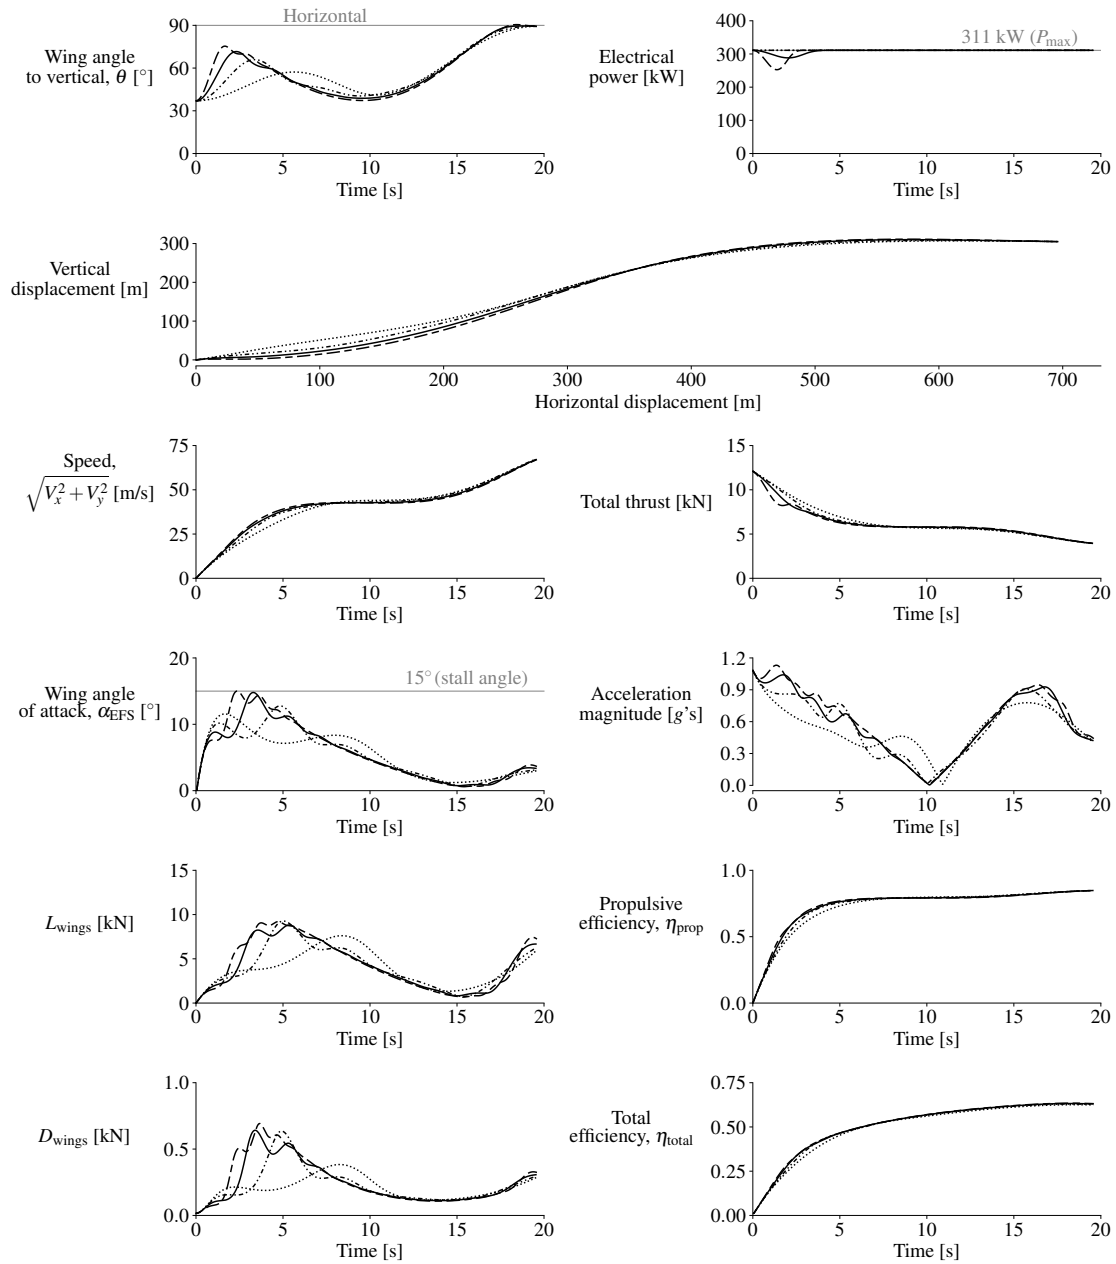 Horizontal
Wing angle
to vertical, θ [°]
90
60
30
0
0 5 10 15 20
Time [s]
311 kW (Pmax)
Electrical
power [kW]
400
300
200
100
0
0 5 10 15 20
Time [s]
Vertical
displacement [m]
300
200
100
0
0 100 200 300 400 500 600 700
Horizontal displacement [m]
Speed,
√Vx² + Vy² [m/s]
75
50
25
0
0 5 10 15 20
Time [s]
Total thrust [kN]
15
10
5
0
0 5 10 15 20
Time [s]
15° (stall angle)
Wing angle
of attack, αEFS [°]
20
10
0
0 5 10 15 20
Time [s]
Acceleration
magnitude [g's]
1.2
0.9
0.6
0.3
0.0
0 5 10 15 20
Time [s]
Lwings [kN]
15
10
5
0
0 5 10 15 20
Time [s]
Propulsive
efficiency, ηprop
1.0
0.5
0.0
0 5 10 15 20
Time [s]
Dwings [kN]
1.0
0.5
0.0
0 5 10 15 20
Time [s]
Total
efficiency, ηtotal
0.75
0.50
0.25
0.00
0 5 10 15 20
Time [s]